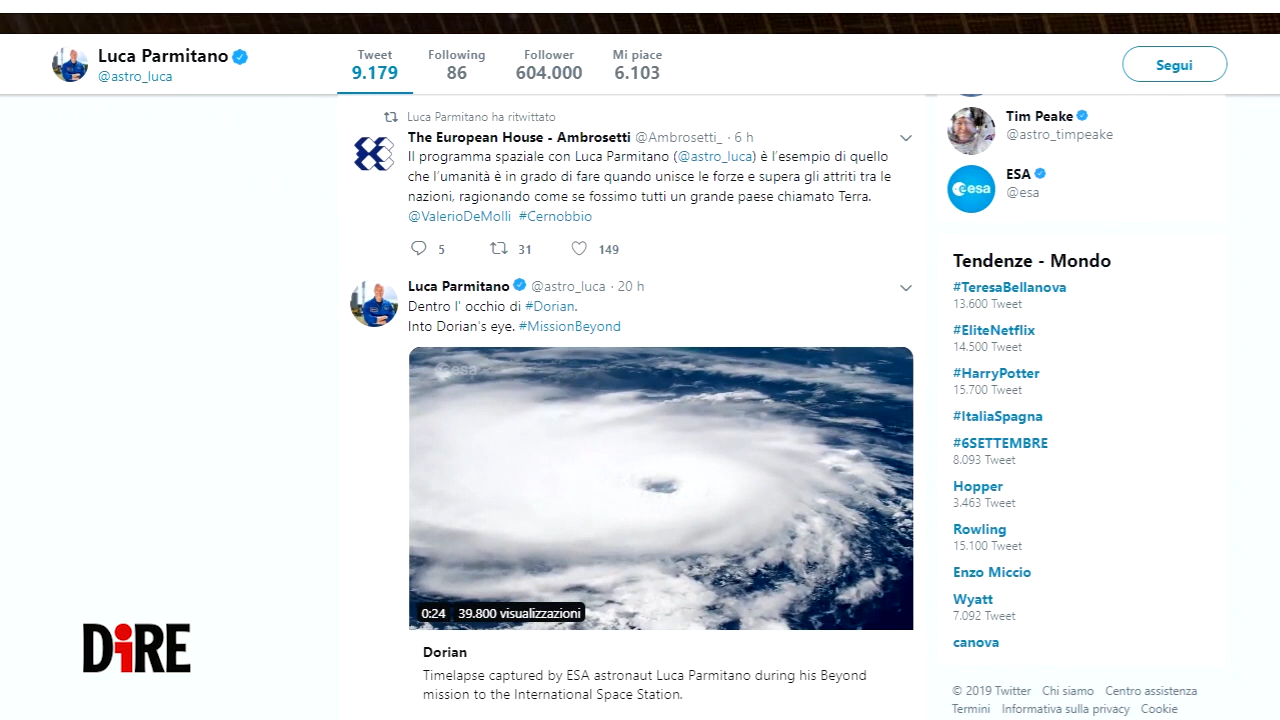 Luca Parmitano
@astro_luca
Tweet
9.179
Following
86
Follower
604.000
Mi piace
6.103
Segui
Luca Parmitano ha ritwittato
The European House - Ambrosetti @Ambrosetti_ · 6 h
Il programma spaziale con Luca Parmitano (@astro_luca) è l'esempio di quello
che l'umanità è in grado di fare quando unisce le forze e supera gli attriti tra le
nazioni, ragionando come se fossimo tutti un grande paese chiamato Terra.
@ValerioDeMolli #Cernobbio
5 31 149
Luca Parmitano @astro_luca · 20 h
Dentro l' occhio di #Dorian.
Into Dorian's eye. #MissionBeyond
esa
0:24 39.800 visualizzazioni
Dorian
Timelapse captured by ESA astronaut Luca Parmitano during his Beyond
mission to the International Space Station.
Tim Peake
@astro_timpeake
esa
ESA
@esa
Tendenze - Mondo
#TeresaBellanova
13.600 Tweet
#EliteNetflix
14.500 Tweet
#HarryPotter
15.700 Tweet
#ItaliaSpagna
#6SETTEMBRE
8.093 Tweet
Hopper
3.463 Tweet
Rowling
15.100 Tweet
Enzo Miccio
Wyatt
7.092 Tweet
canova
© 2019 Twitter Chi siamo Centro assistenza
Termini Informativa sulla privacy Cookie
DiRE